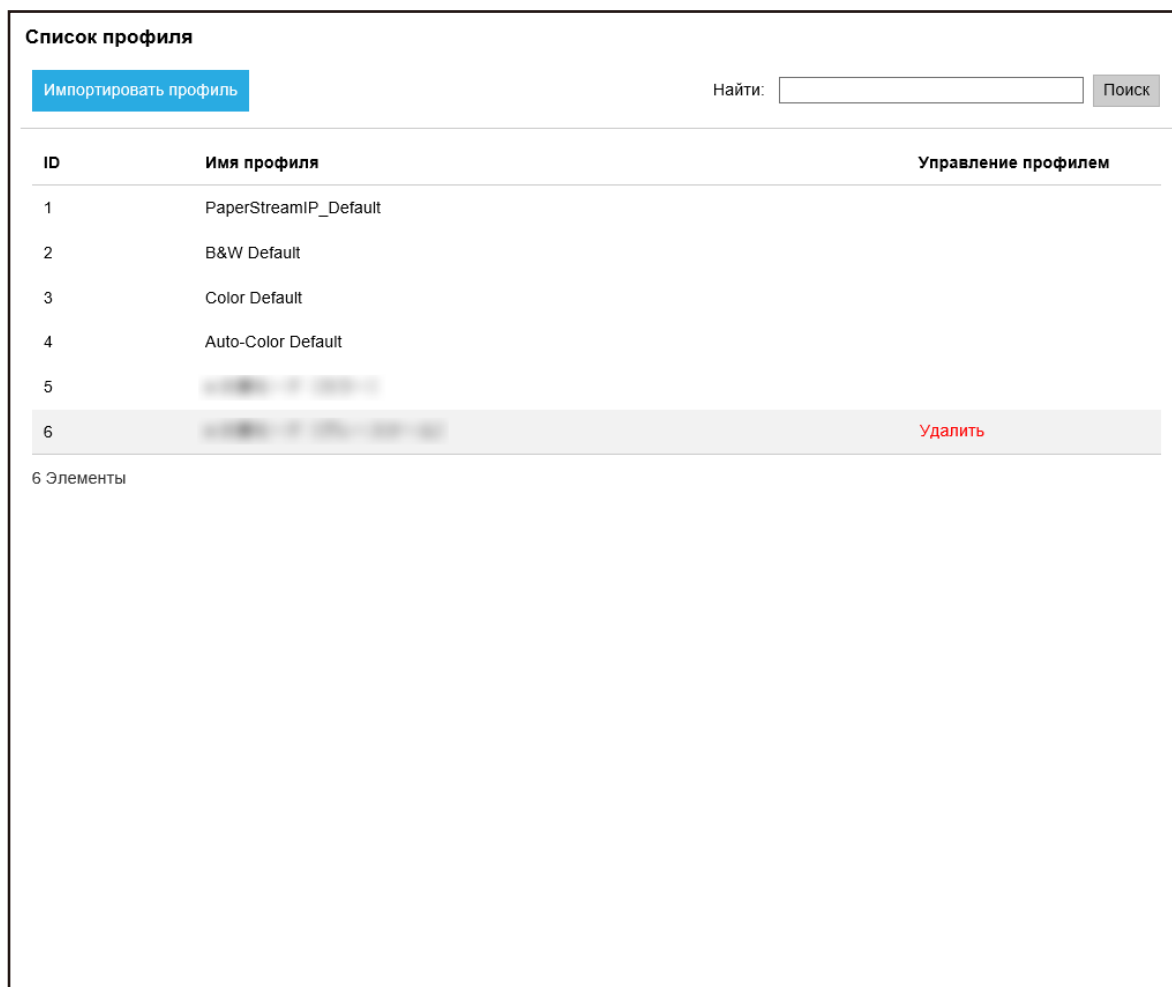 Список профиля
Импортировать профиль Найти: Поиск
ID Имя профиля Управление профилем
1 PaperStreamIP_Default
2 B&W Default
3 Color Default
4 Auto-Color Default
5
6 Удалить
6 Элементы